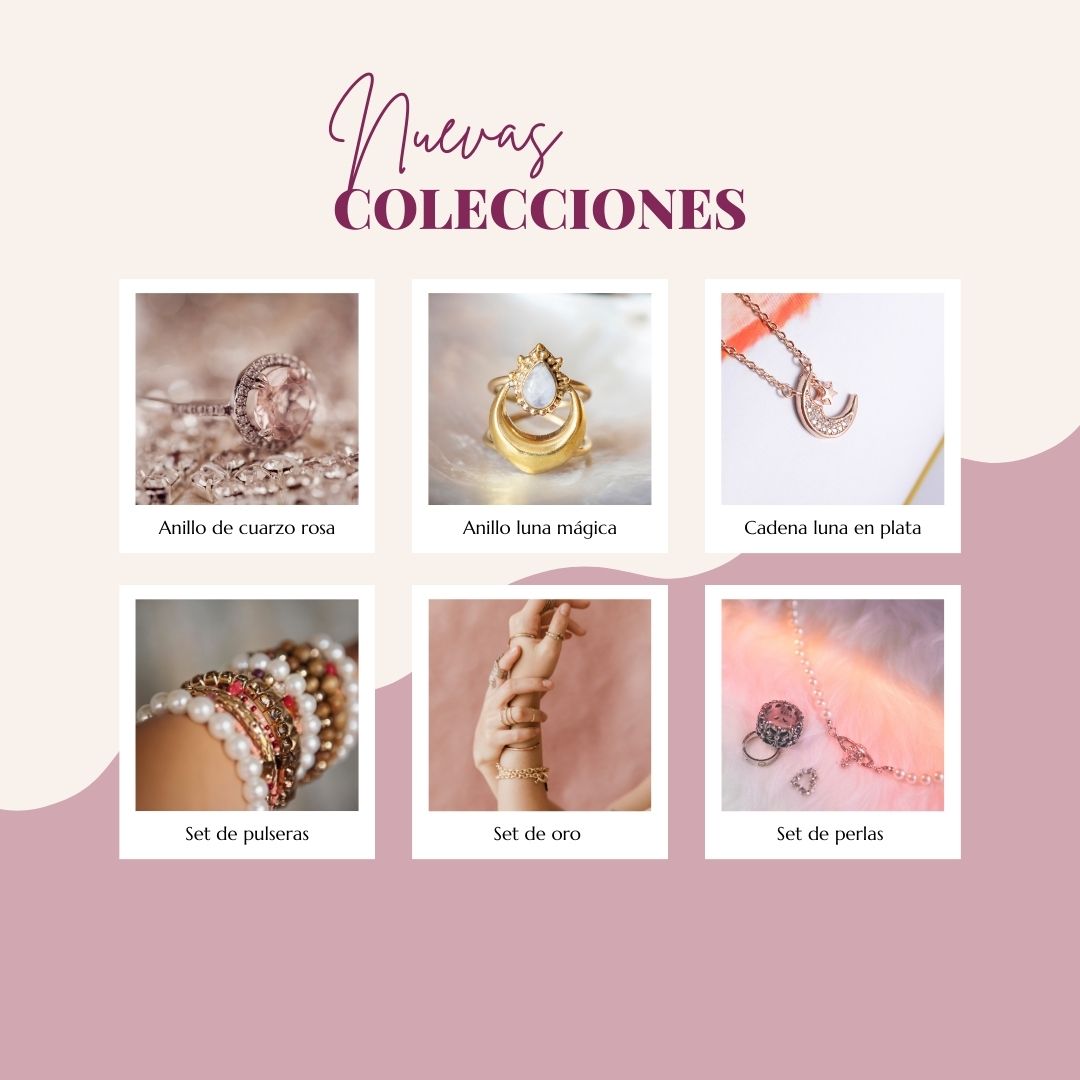 Nuevas
COLECCIONES
Anillo de cuarzo rosa
Anillo luna mágica
Cadena luna en plata
Set de pulseras
Set de oro
Set de perlas